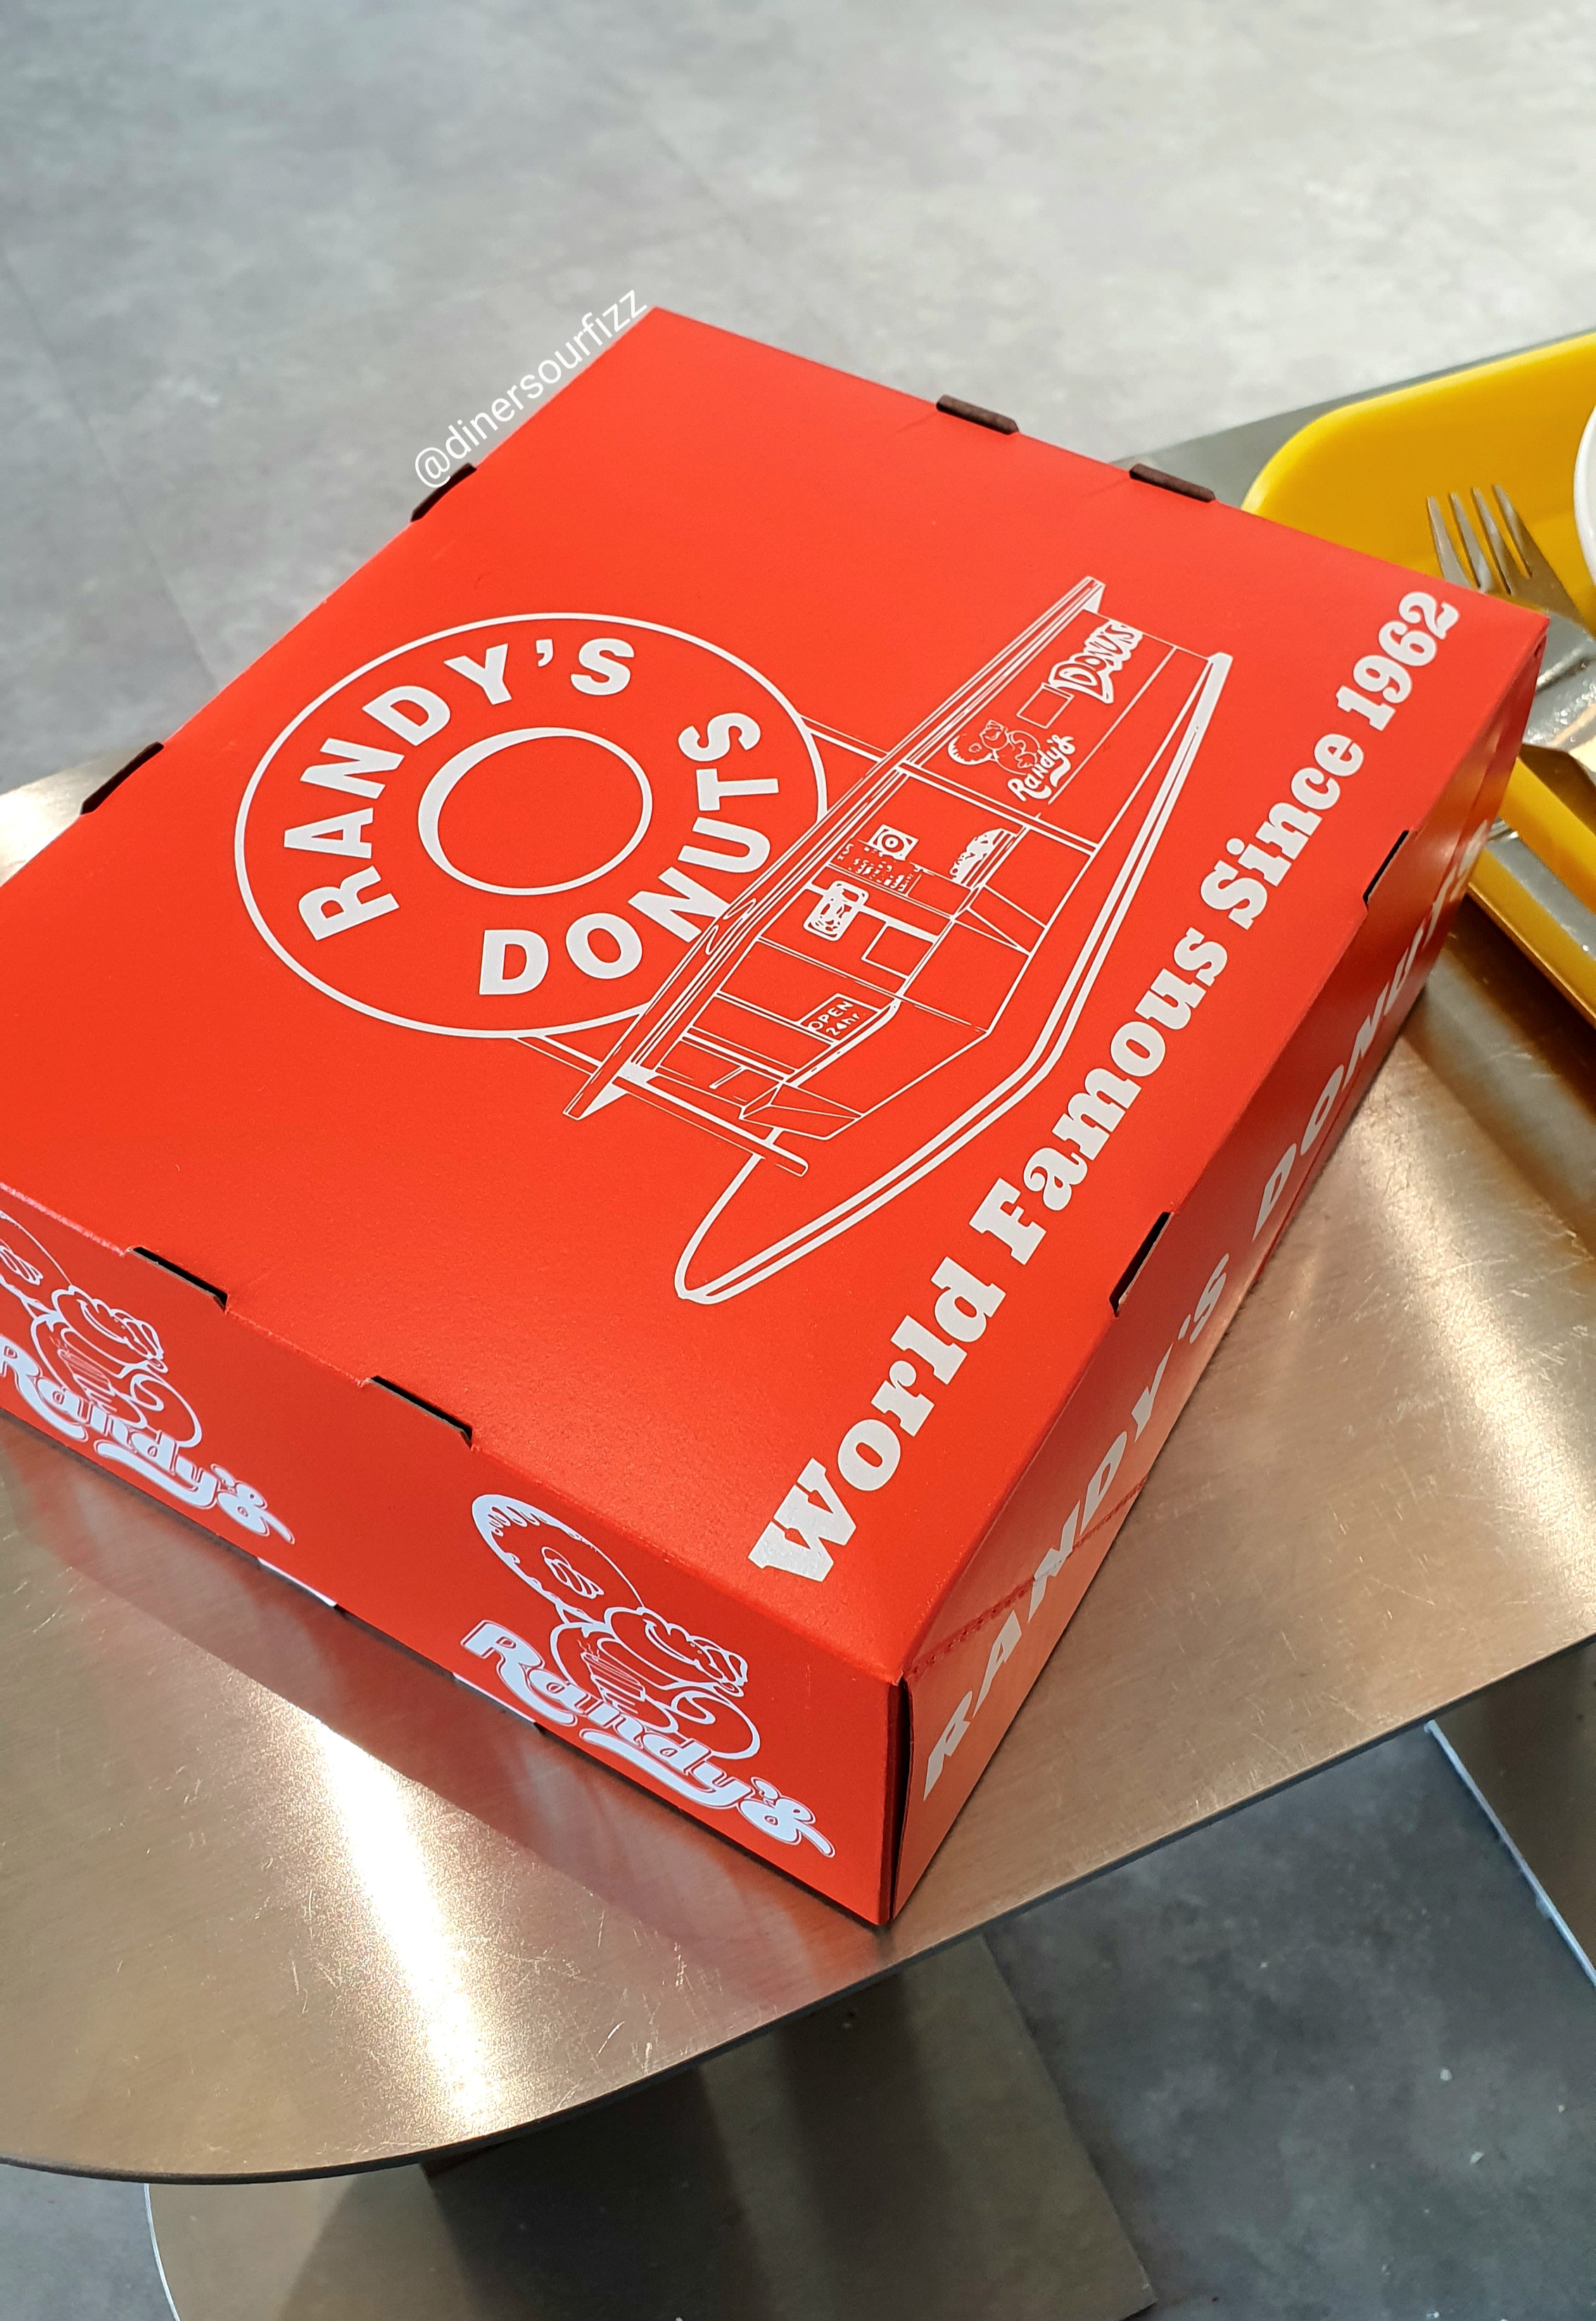 @dinersourfizz
RANDY'S
DONUTS
Donuts
Randy's
OPEN
24hr.
World Famous Since 1962
RANDY'S DONUTS
Randy's
Randy's